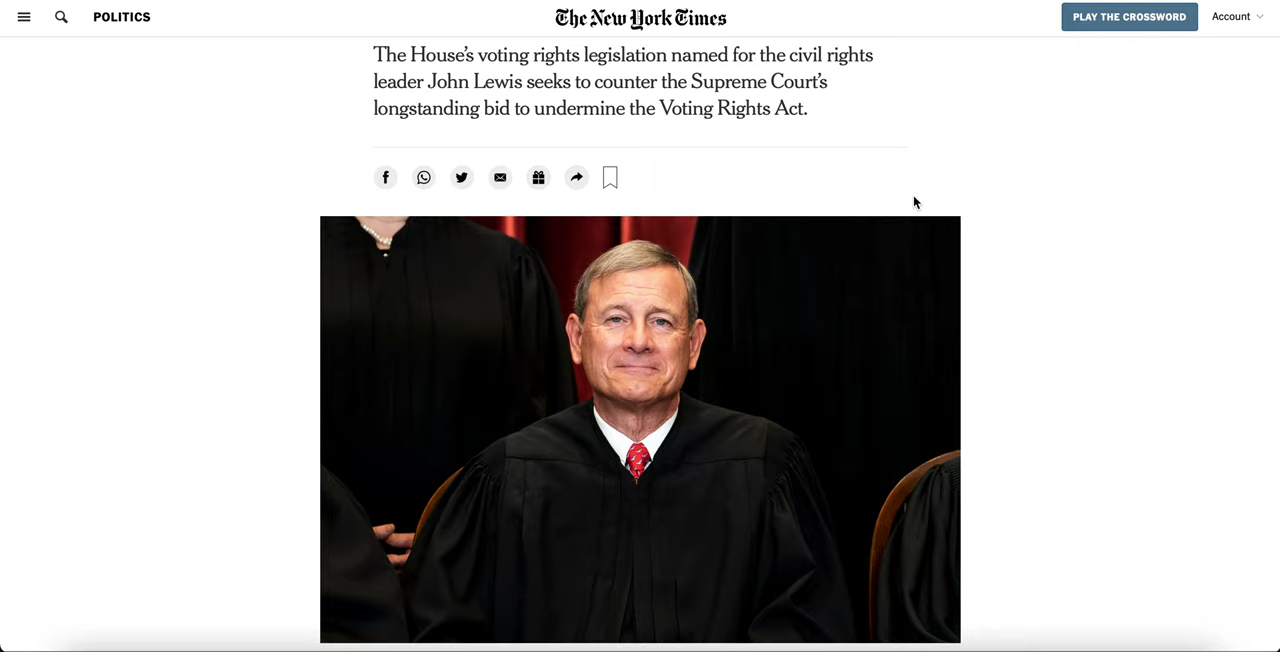 POLITICS
The New York Times
PLAY THE CROSSWORD
Account
The House’s voting rights legislation named for the civil rights
leader John Lewis seeks to counter the Supreme Court’s
longstanding bid to undermine the Voting Rights Act.